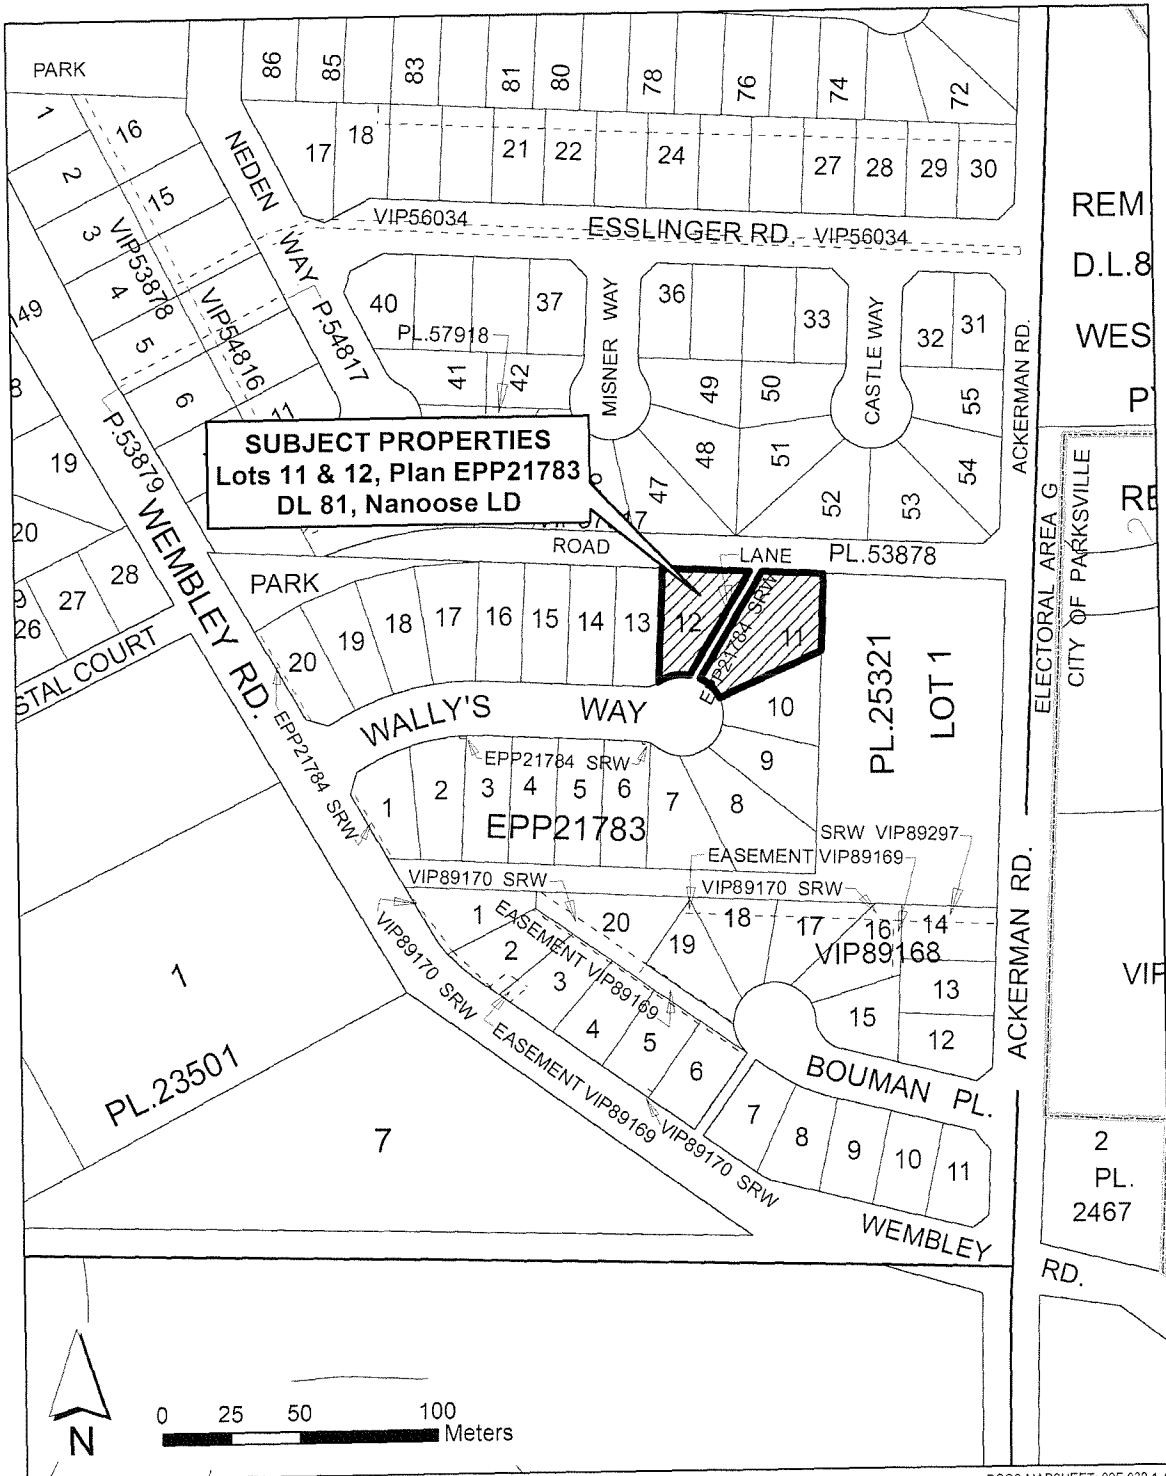 PARK
86
85
83
81
80
78
76
74
72
1
2
3
4
5
6
16
15
11
17
18
21
22
24
27
28
29
30
NEDEN WAY
P.54817
VIP53878
VIP54816
VIP56034
ESSLINGER RD.
VIP56034
40
37
36
33
32
31
PL.57918
41
42
MISNER WAY
49
50
CASTLE WAY
55
54
48
47
51
52
53
ACKERMAN RD.
REM
D.L.8
WES
149
8
19
20
28
27
26
P.53879
WEMBLEY RD.
STAL COURT
SUBJECT PROPERTIES
Lots 11 & 12, Plan EPP21783
DL 81, Nanoose LD
ROAD
LANE
PL.53878
PARK
20
19
18
17
16
15
14
13
12
11
EPP21784 SRW
10
9
8
7
WALLY'S WAY
EPP21784 SRW
EPP21784 SRW
1
2
3
4
5
6
EPP21783
PL.25321
LOT 1
ELECTORAL AREA G
CITY OF PARKSVILLE
SRW VIP89297
EASEMENT VIP89169
VIP89170 SRW
VIP89170 SRW
1
2
3
4
5
6
20
19
18
17
16
14
VIP89168
13
12
15
EASEMENT VIP89169
VIP89170 SRW
EASEMENT VIP89169
VIP89170 SRW
BOUMAN PL.
7
8
9
10
11
ACKERMAN RD.
VIP
1
PL.23501
7
2
PL.
2467
WEMBLEY
RD.
N
0 25 50 100
Meters